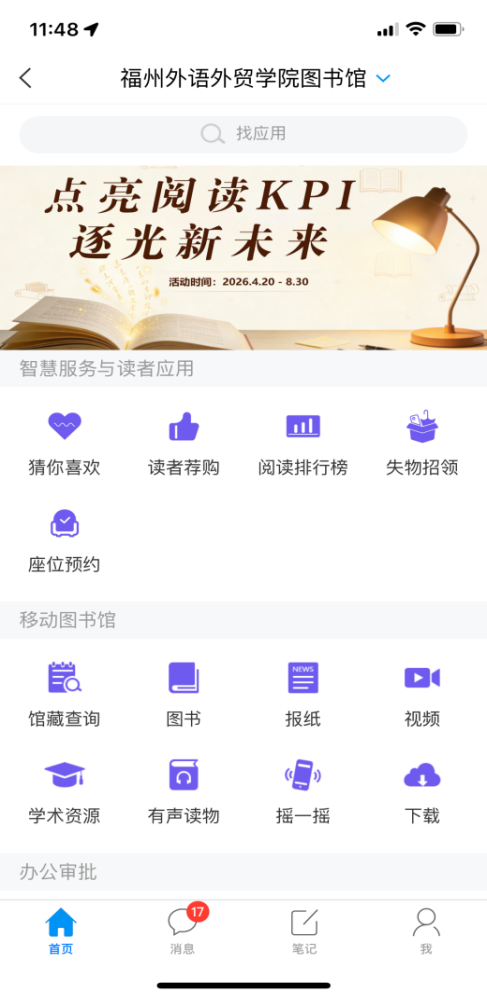 11:48
福州外语外贸学院图书馆
找应用
点亮阅读KPI
逐光新未来
活动时间：2026.4.20 - 8.30
智慧服务与读者应用
猜你喜欢 读者荐购 阅读排行榜 失物招领
座位预约
移动图书馆
NEWS
馆藏查询 图书 报纸 视频
学术资源 有声读物 摇一摇 下载
办公审批
17
首页 消息 笔记 我